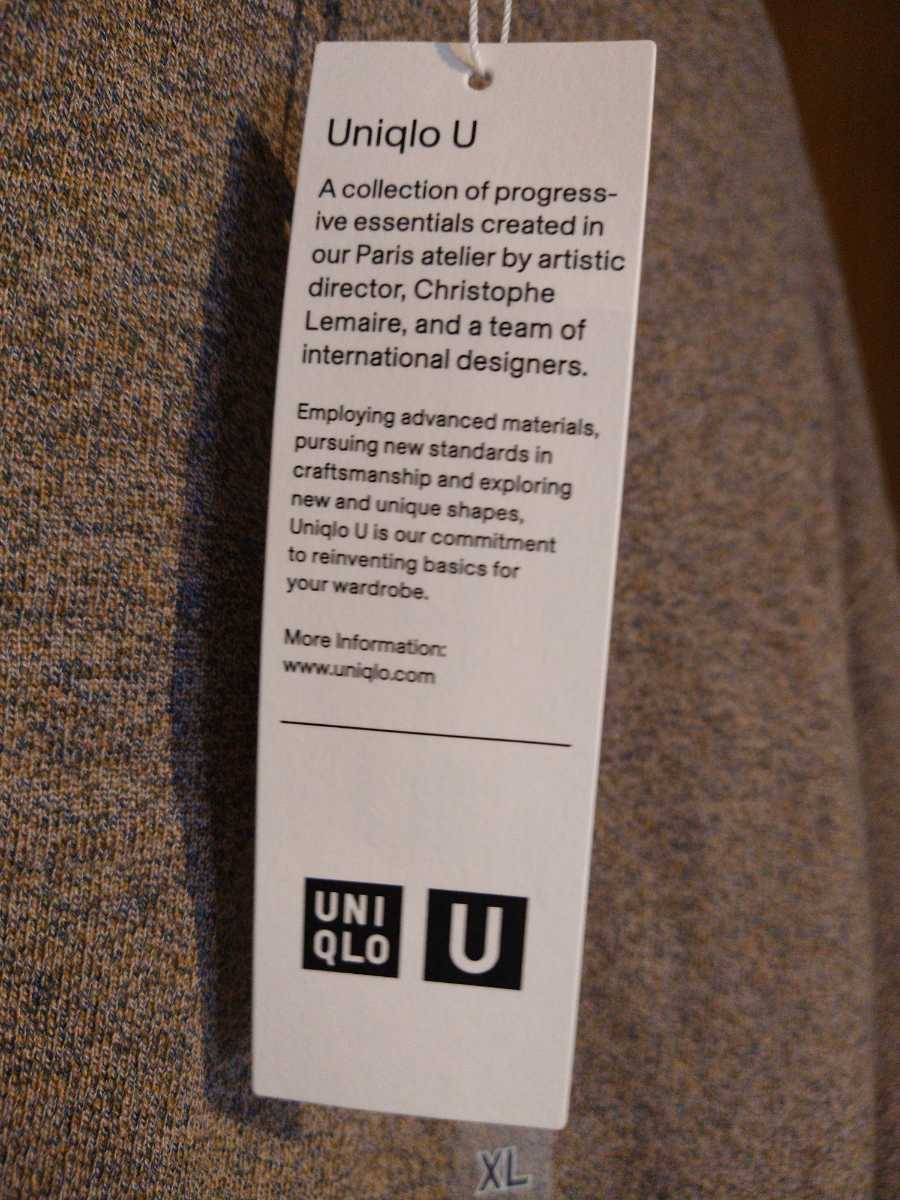 Uniqlo U
A collection of progress-
ive essentials created in
our Paris atelier by artistic
director, Christophe
Lemaire, and a team of
international designers.
Employing advanced materials,
pursuing new standards in
craftsmanship and exploring
new and unique shapes,
Uniqlo U is our commitment
to reinventing basics for
your wardrobe.
More Information:
www.uniqlo.com
UNI
QLO
U
XL